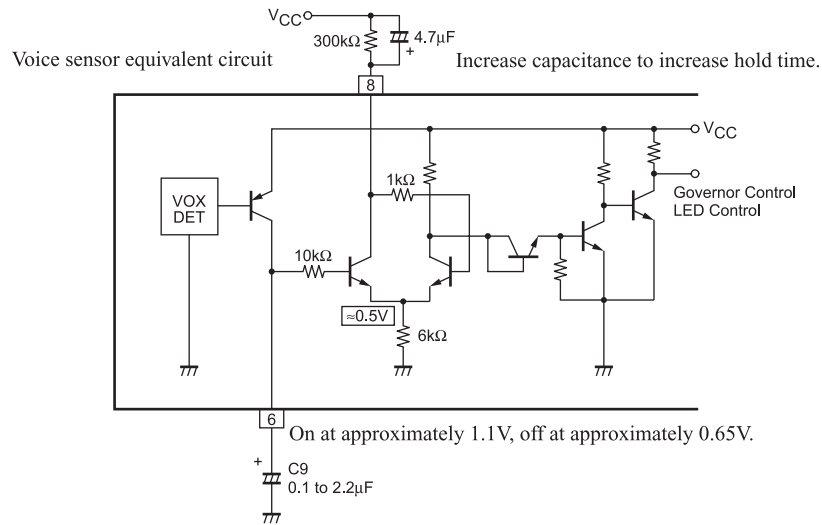 VCC
300kΩ
4.7μF
+
Voice sensor equivalent circuit
Increase capacitance to increase hold time.
8
VCC
VOX
DET
1kΩ
Governor Control
LED Control
10kΩ
≈0.5V
6kΩ
6
On at approximately 1.1V, off at approximately 0.65V.
+
C9
0.1 to 2.2μF